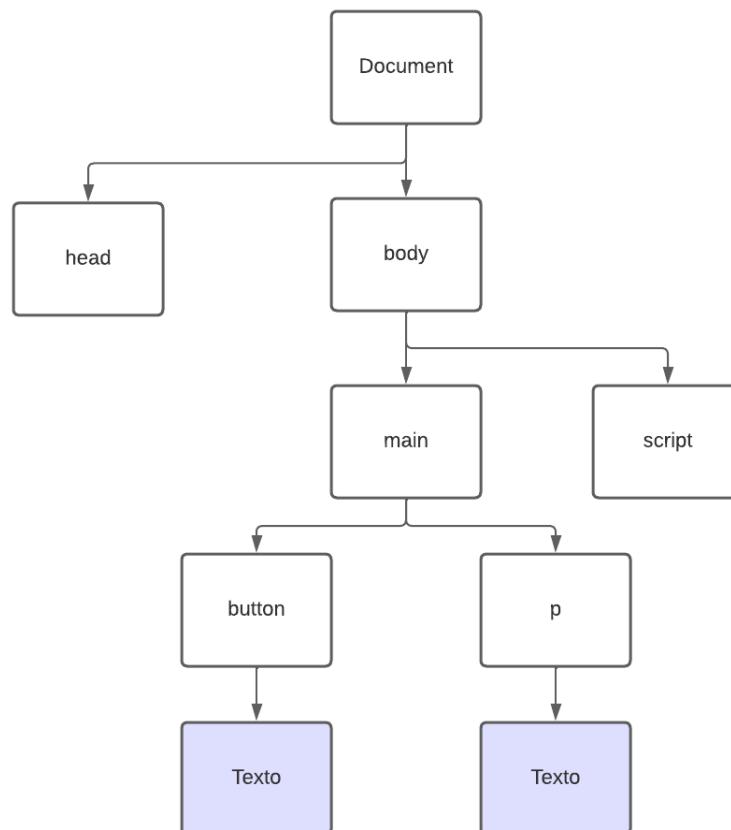 Document
head
body
main
script
button
p
Texto
Texto